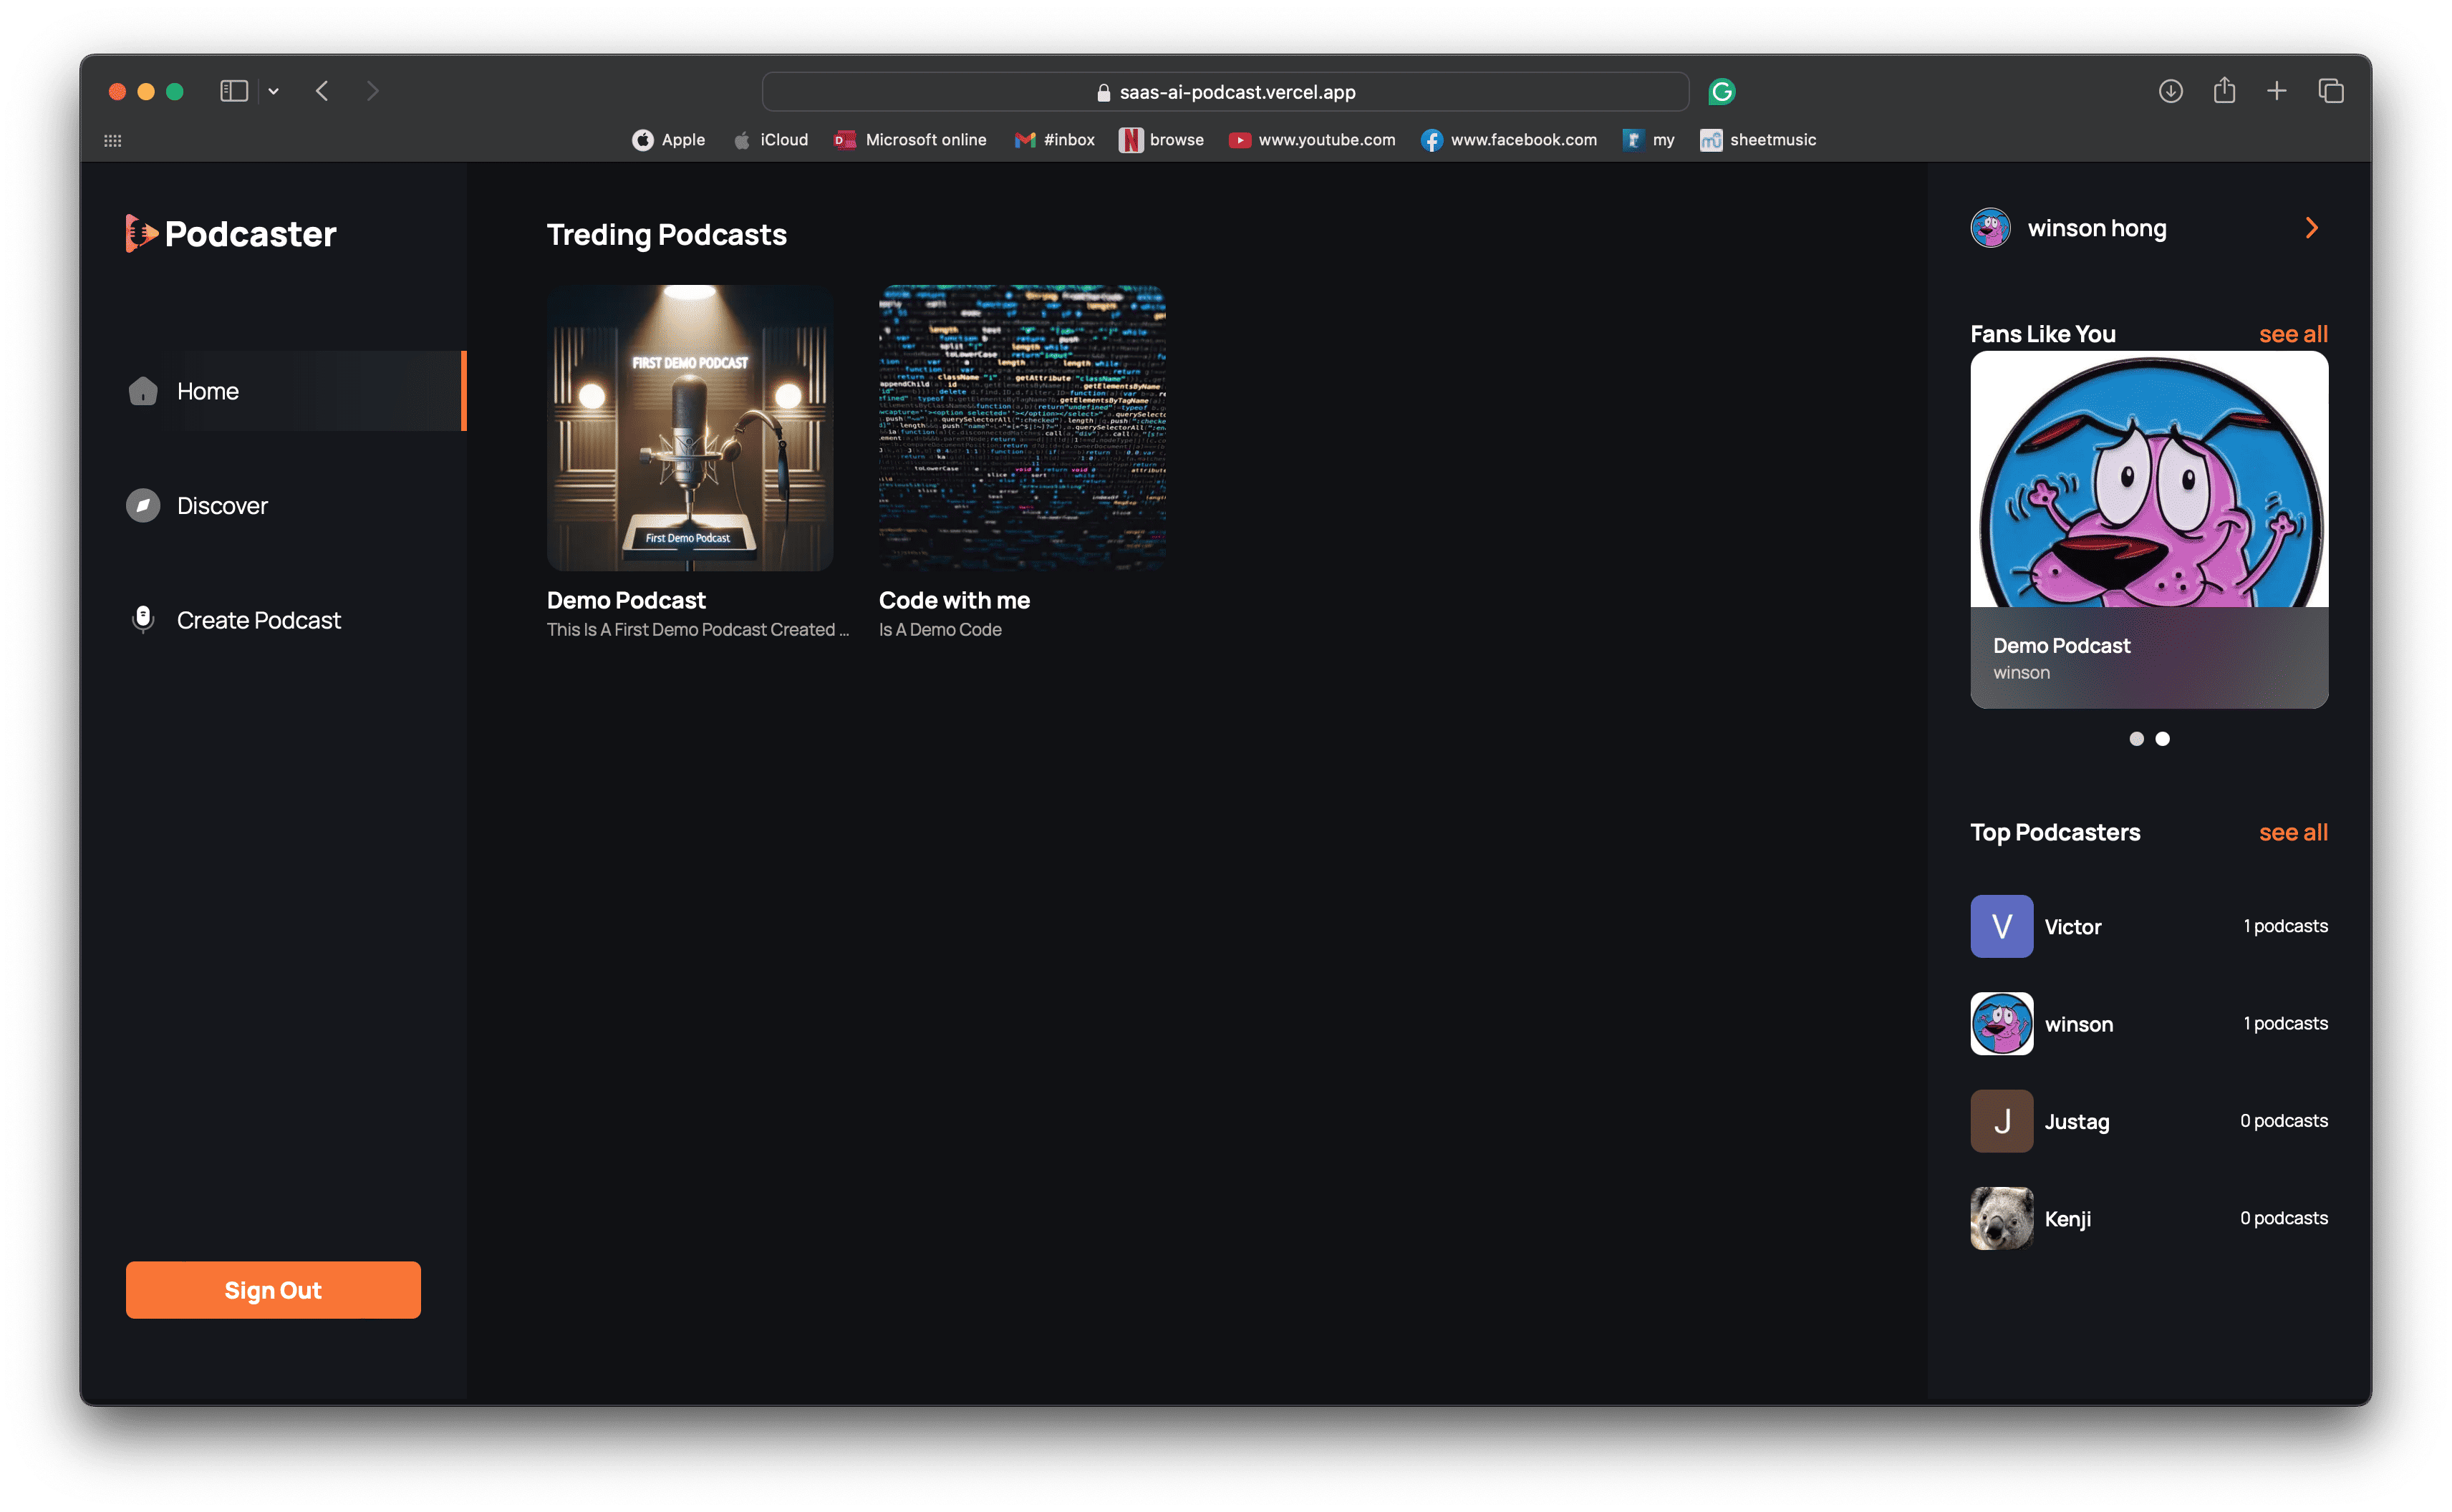 saas-ai-podcast.vercel.app
Apple iCloud Microsoft online #inbox browse www.youtube.com www.facebook.com my sheetmusic
Podcaster
Home
Discover
Create Podcast
Sign Out
Treding Podcasts
FIRST DEMO PODCAST
First Demo Podcast
Demo Podcast
This Is A First Demo Podcast Created ...
Code with me
Is A Demo Code
winson hong
Fans Like You see all
Demo Podcast
winson
Top Podcasters see all
V Victor 1 podcasts
winson 1 podcasts
J Justag 0 podcasts
Kenji 0 podcasts